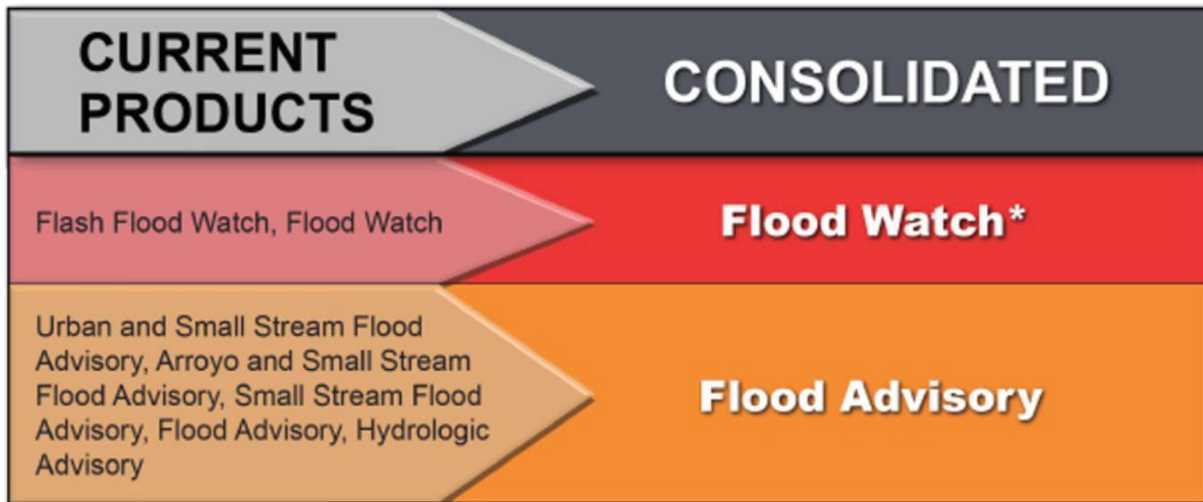 CURRENT
PRODUCTS
CONSOLIDATED
Flash Flood Watch, Flood Watch
Flood Watch*
Urban and Small Stream Flood
Advisory, Arroyo and Small Stream
Flood Advisory, Small Stream Flood
Advisory, Flood Advisory, Hydrologic
Advisory
Flood Advisory